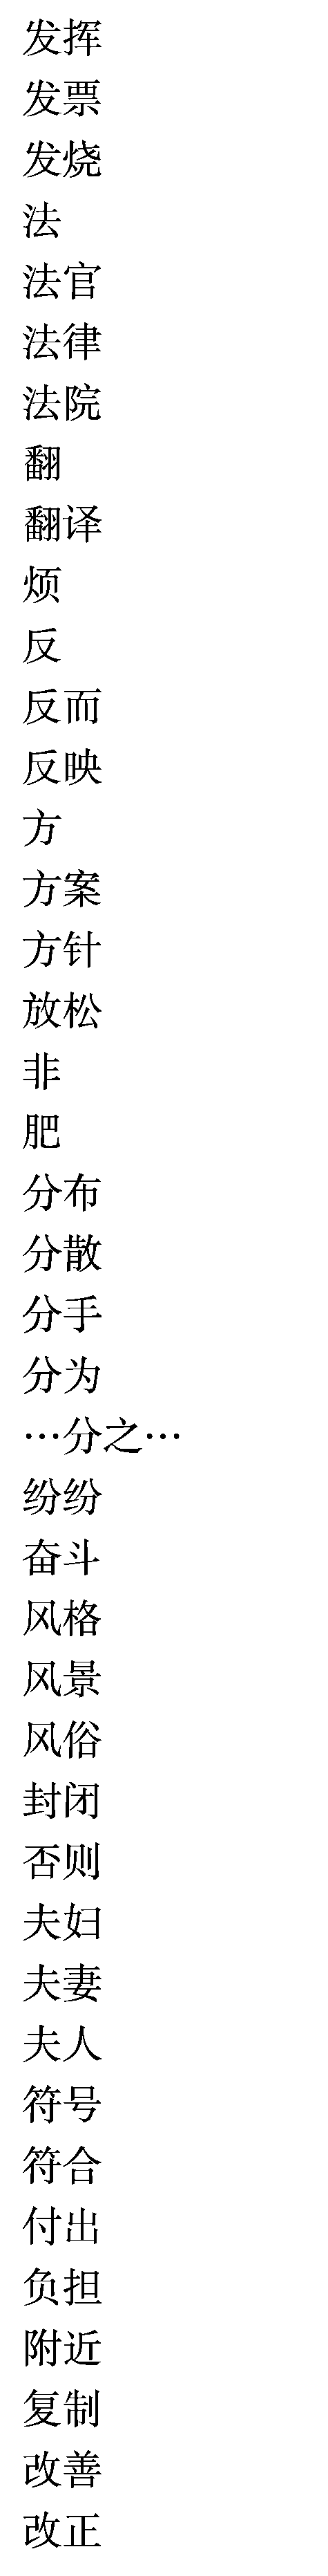 发挥
发票
发烧
法
法官
法律
法院
翻
翻译
烦
反
反而
反映
方
方案
方针
放松
非
肥
分布
分散
分手
分为
…分之…
纷纷
奋斗
风格
风景
风俗
封闭
否则
夫妇
夫妻
夫人
符号
符合
付出
负担
附近
复制
改善
改正